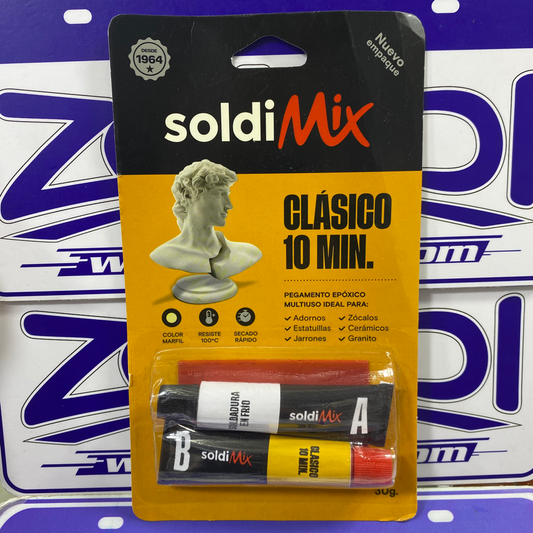 DESDE
1964
Nuevo
empaque
soldiMix
CLÁSICO
10 MIN.
PEGAMENTO EPÓXICO
MULTIUSO IDEAL PARA:
Adornos
Zócalos
Estatuillas
Cerámicos
Jarrones
Granito
COLOR
MARFIL
RESISTE
100°C
SECADO
RÁPIDO
SOLDADURA
EN FRÍO
soldiMix
A
B
soldiMix
CLÁSICO
10 MIN.
30g.